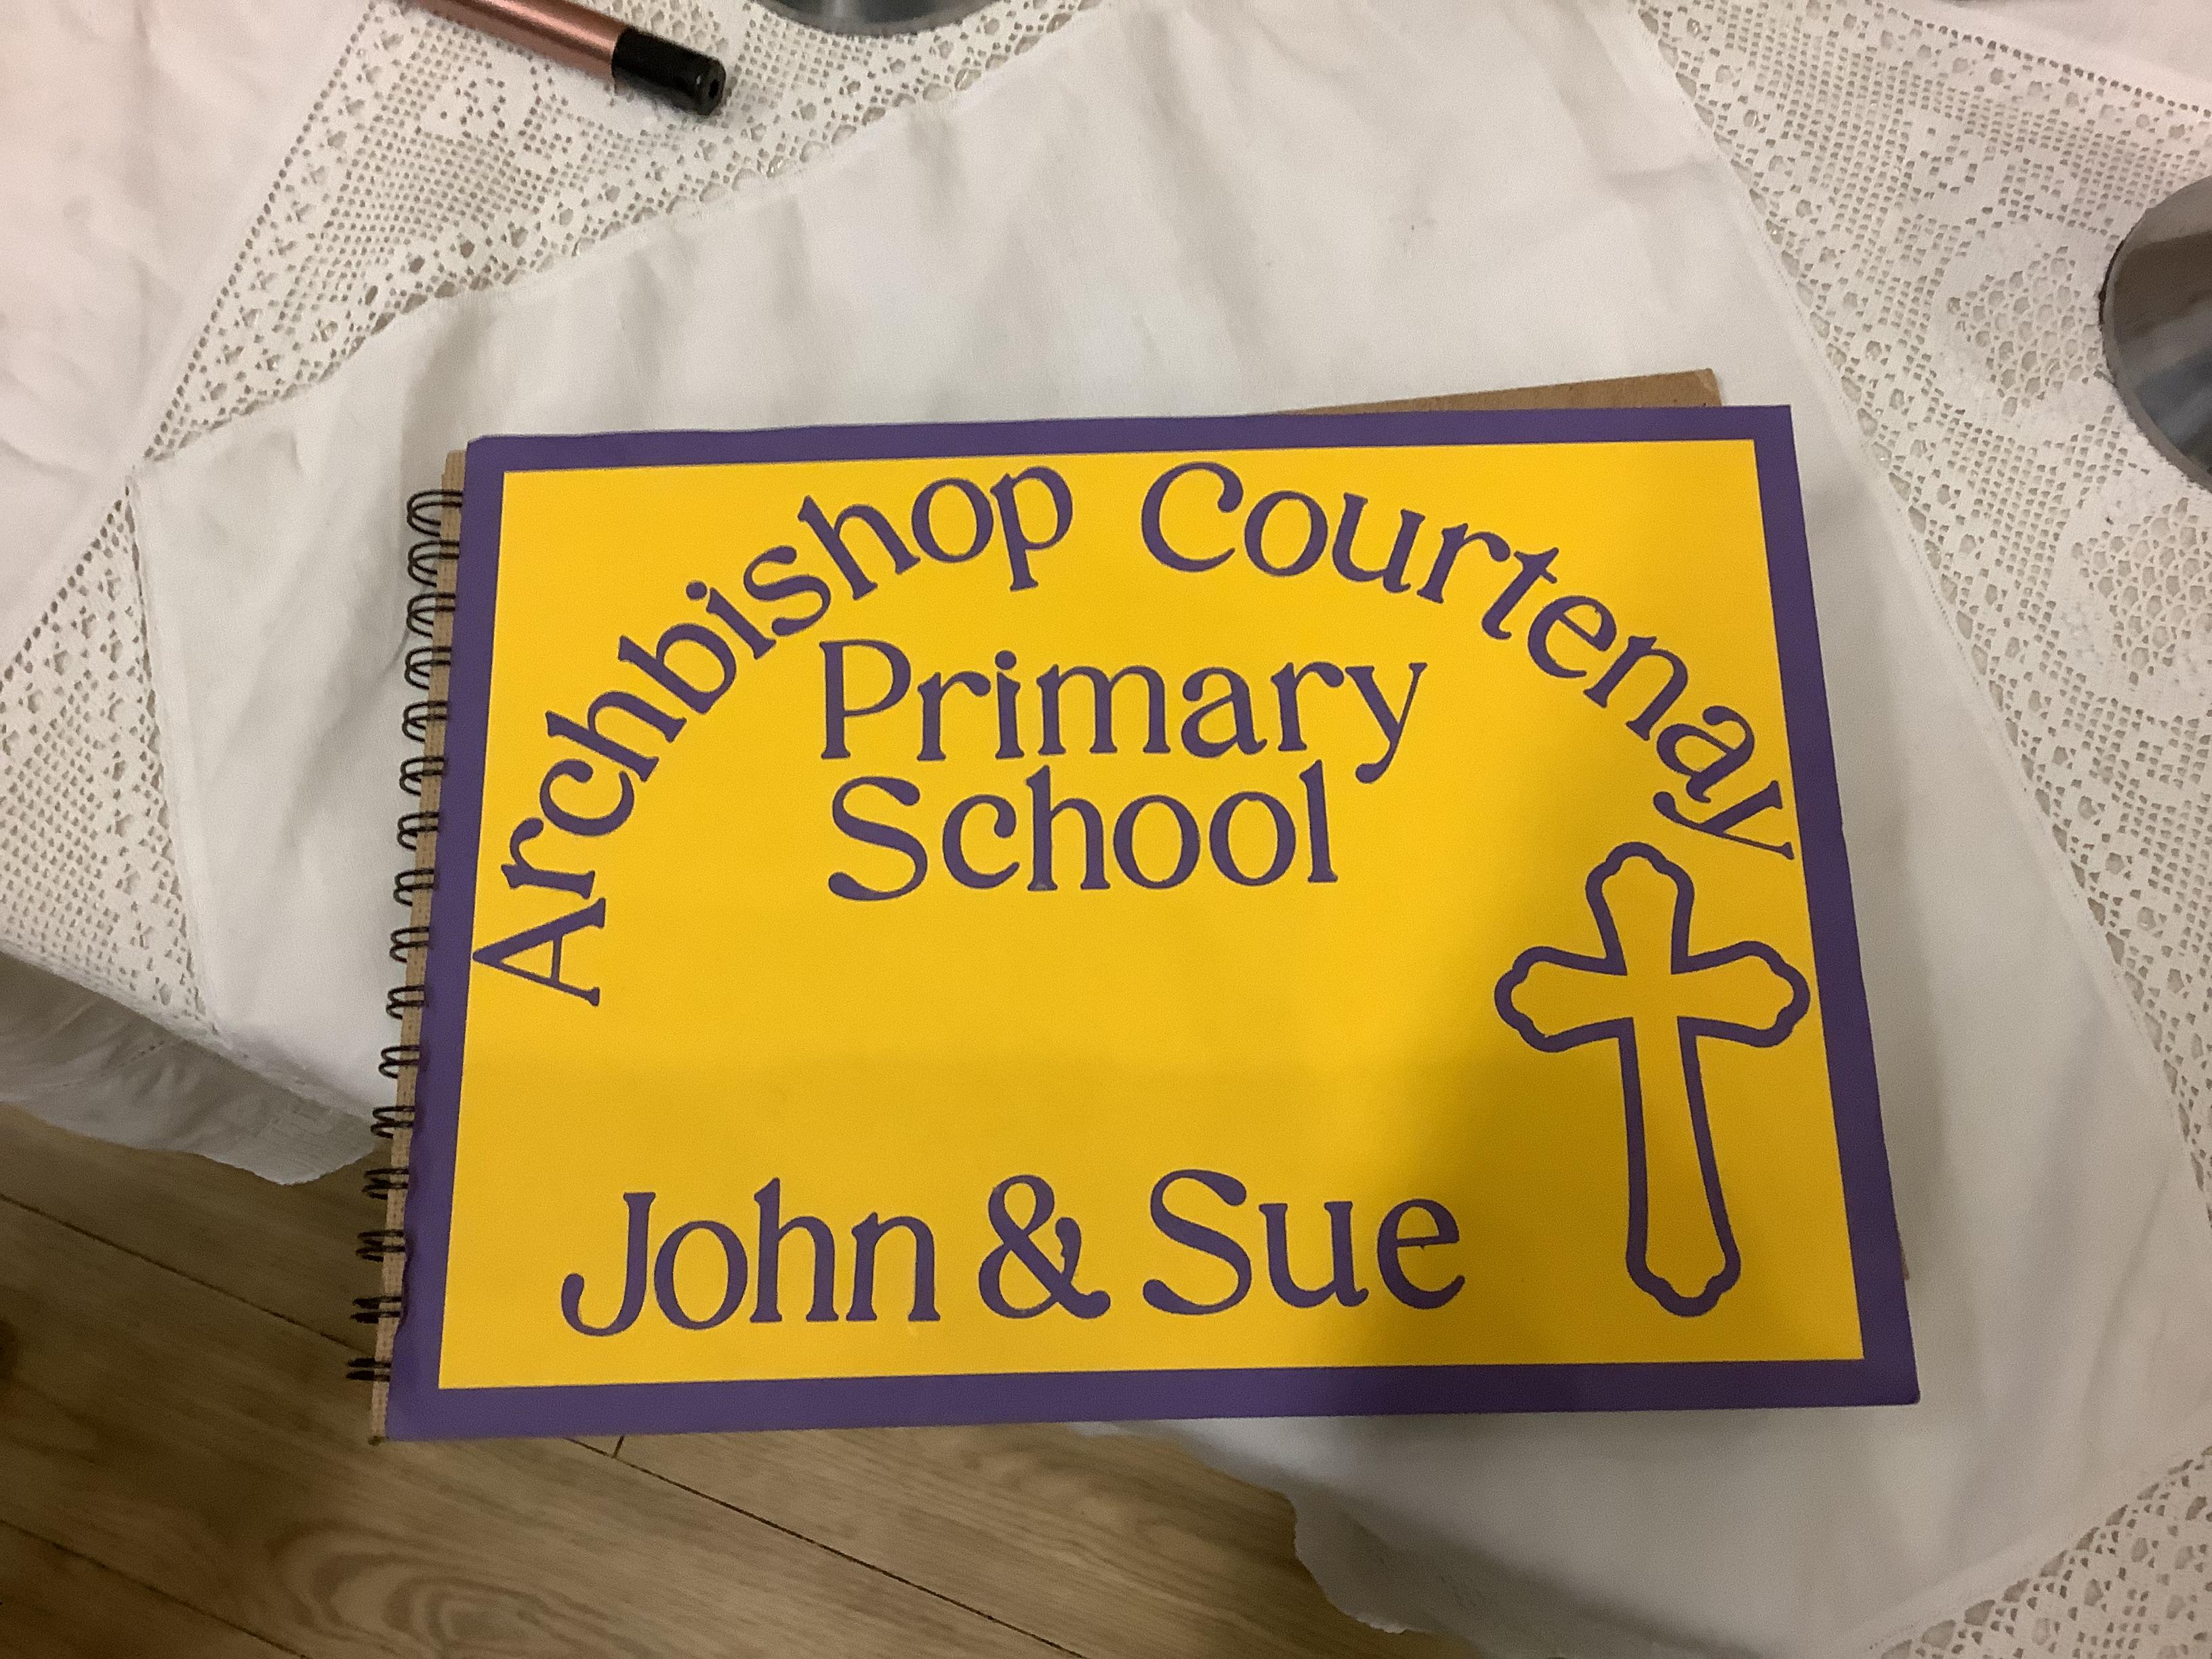 Archbishop Courtenay
Primary
School
John & Sue